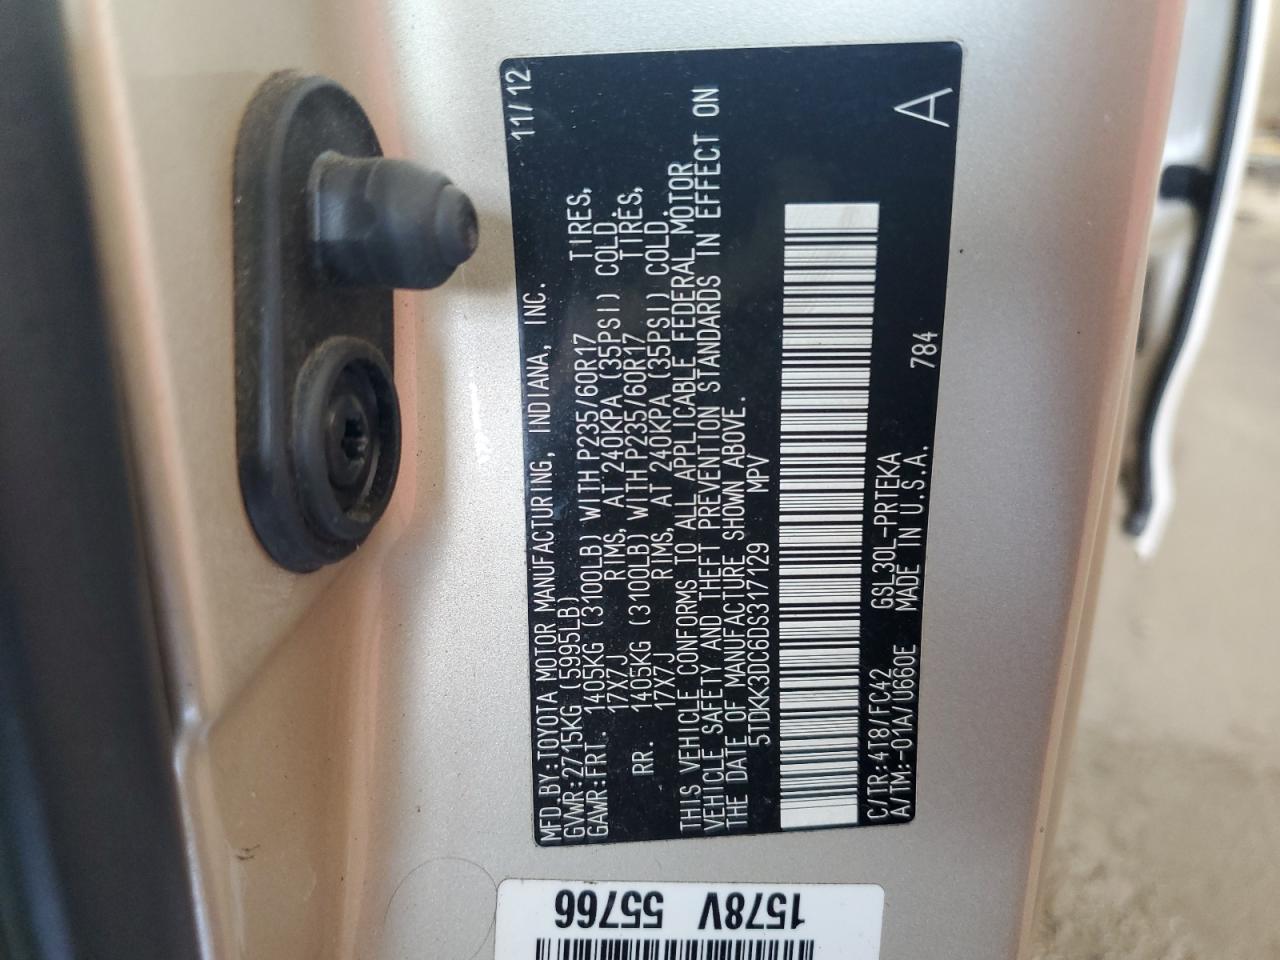 MFD.BY:TOYOTA MOTOR MANUFACTURING, INDIANA, INC. 11/12
GVWR:2715KG (5995LB)
GAWR:FRT. 1405KG (3100LB) WITH P235/60R17 TIRES,
17X7J RIMS, AT 240KPA (35PSI) COLD.
RR. 1405KG (3100LB) WITH P235/60R17 TIRES,
17X7J RIMS, AT 240KPA (35PSI) COLD.
THIS VEHICLE CONFORMS TO ALL APPLICABLE FEDERAL MOTOR
VEHICLE SAFETY AND THEFT PREVENTION STANDARDS IN EFFECT ON
THE DATE OF MANUFACTURE SHOWN ABOVE.
5TDKK3DC6DS317129 MPV
C/TR:4T8/FC42 GSL30L-PRTEKA
A/TM:-01A/U660E MADE IN U.S.A. 784
A
1578V 55766